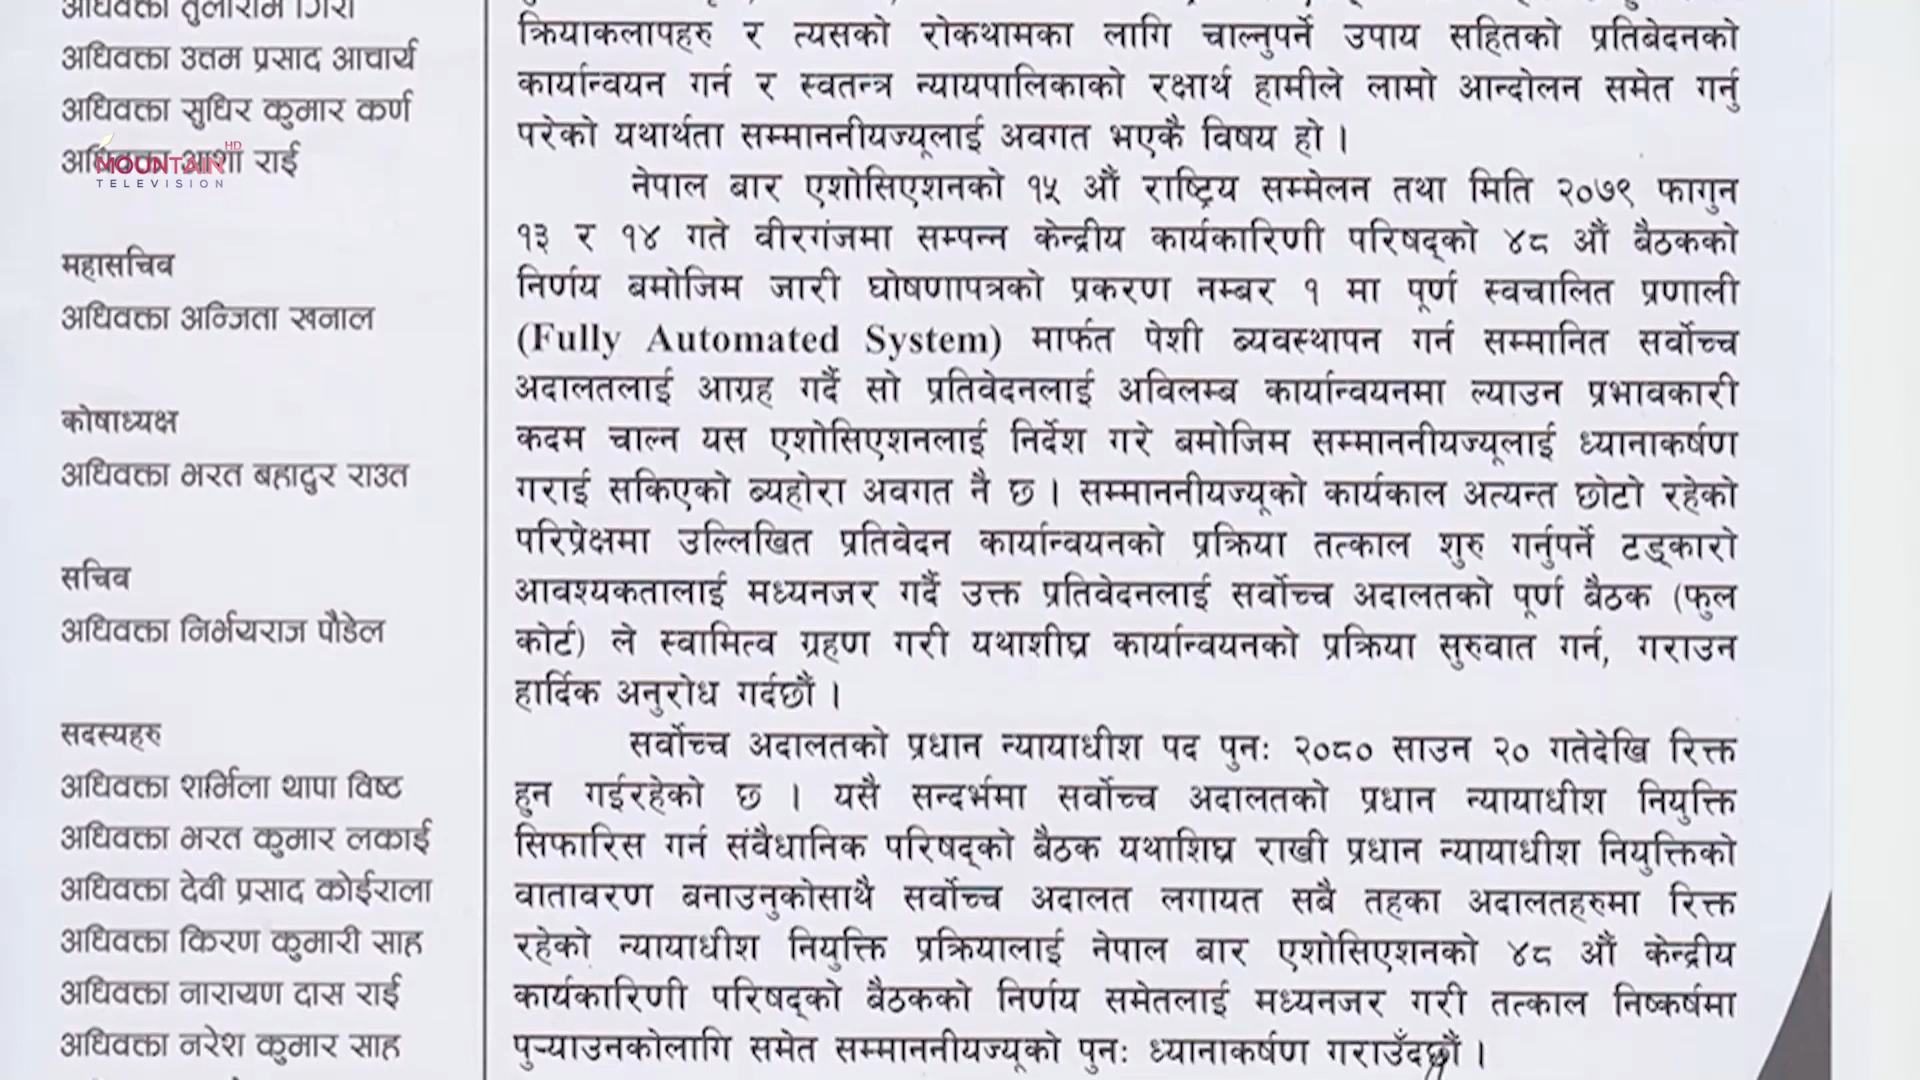 अधिवक्ता तुलाराम गिरी
अधिवक्ता उत्तम प्रसाद आचार्य
अधिवक्ता सुधिर कुमार कर्ण
अधिवक्ता आशा राई
MOUNTAIN HD
TELEVISION
महासचिव
अधिवक्ता अन्जिता खनाल
कोषाध्यक्ष
अधिवक्ता भरत बहादुर राउत
सचिव
अधिवक्ता निर्भयराज पौडेल
सदस्यहरु
अधिवक्ता शर्मिला थापा विष्ठ
अधिवक्ता भरत कुमार लकाई
अधिवक्ता देवी प्रसाद कोईराला
अधिवक्ता किरण कुमारी साह
अधिवक्ता नारायण दास राई
अधिवक्ता नरेश कुमार साह
क्रियाकलापहरु र त्यसको रोकथामका लागि चाल्नुपर्ने उपाय सहितको प्रतिबेदनको
कार्यान्वयन गर्न र स्वतन्त्र न्यायपालिकाको रक्षार्थ हामीले लामो आन्दोलन समेत गर्नु
परेको यथार्थता सम्माननीयज्यूलाई अवगत भएकै विषय हो ।
नेपाल बार एशोसिएशनको १५ औं राष्ट्रिय सम्मेलन तथा मिति २०७९ फागुन
१३ र १४ गते वीरगंजमा सम्पन्न केन्द्रीय कार्यकारिणी परिषद्को ४८ औं बैठकको
निर्णय बमोजिम जारी घोषणापत्रको प्रकरण नम्बर १ मा पूर्ण स्वचालित प्रणाली
(Fully Automated System) मार्फत पेशी ब्यवस्थापन गर्न सम्मानित सर्वोच्च
अदालतलाई आग्रह गर्दै सो प्रतिवेदनलाई अविलम्ब कार्यान्वयनमा ल्याउन प्रभावकारी
कदम चाल्न यस एशोसिएशनलाई निर्देश गरे बमोजिम सम्माननीयज्यूलाई ध्यानाकर्षण
गराई सकिएको ब्यहोरा अवगत नै छ । सम्माननीयज्यूको कार्यकाल अत्यन्त छोटो रहेको
परिप्रेक्षमा उल्लिखित प्रतिवेदन कार्यान्वयनको प्रक्रिया तत्काल शुरु गर्नुपर्ने टड्कारो
आवश्यकतालाई मध्यनजर गर्दै उक्त प्रतिवेदनलाई सर्वोच्च अदालतको पूर्ण बैठक (फुल
कोर्ट) ले स्वामित्व ग्रहण गरी यथाशीघ्र कार्यान्वयनको प्रक्रिया सुरुवात गर्न, गराउन
हार्दिक अनुरोध गर्दछौं ।
सर्वोच्च अदालतको प्रधान न्यायाधीश पद पुनः २०८० साउन २० गतेदेखि रिक्त
हुन गईरहेको छ । यसै सन्दर्भमा सर्वोच्च अदालतको प्रधान न्यायाधीश नियुक्ति
सिफारिस गर्न संवैधानिक परिषद्को बैठक यथाशिघ्र राखी प्रधान न्यायाधीश नियुक्तिको
वातावरण बनाउनुकोसाथै सर्वोच्च अदालत लगायत सबै तहका अदालतहरुमा रिक्त
रहेको न्यायाधीश नियुक्ति प्रक्रियालाई नेपाल बार एशोसिएशनको ४८ औं केन्द्रीय
कार्यकारिणी परिषद्को बैठकको निर्णय समेतलाई मध्यनजर गरी तत्काल निष्कर्षमा
पुऱ्याउनकोलागि समेत सम्माननीयज्यूको पुनः ध्यानाकर्षण गराउँदछौं ।